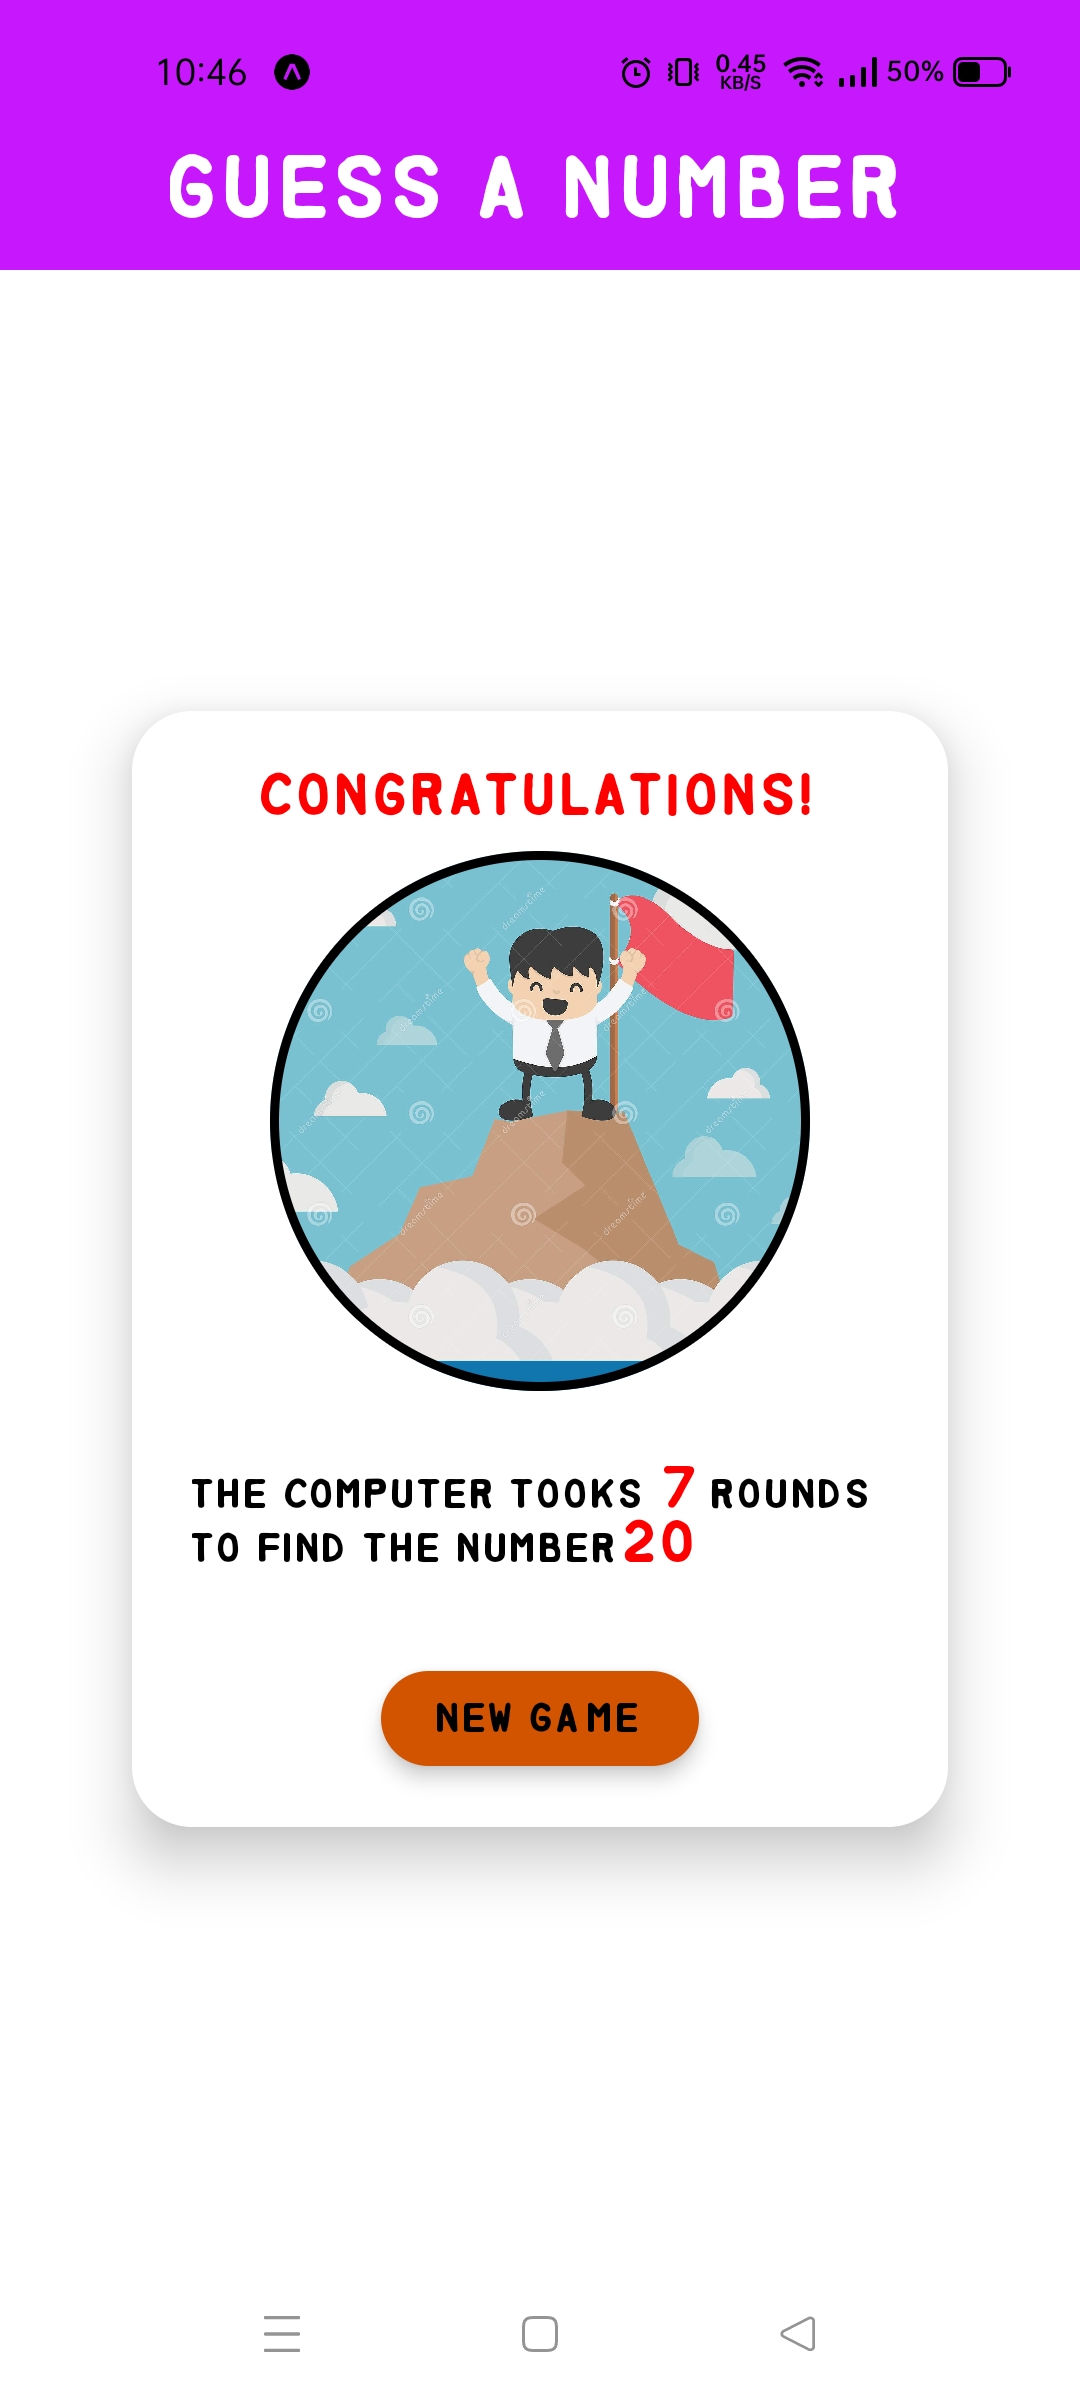 10:46 0.45 KB/S 50%
GUESS A NUMBER
CONGRATULATIONS!
dreamstime
THE COMPUTER TOOKS 7 ROUNDS
TO FIND THE NUMBER 20
NEW GAME